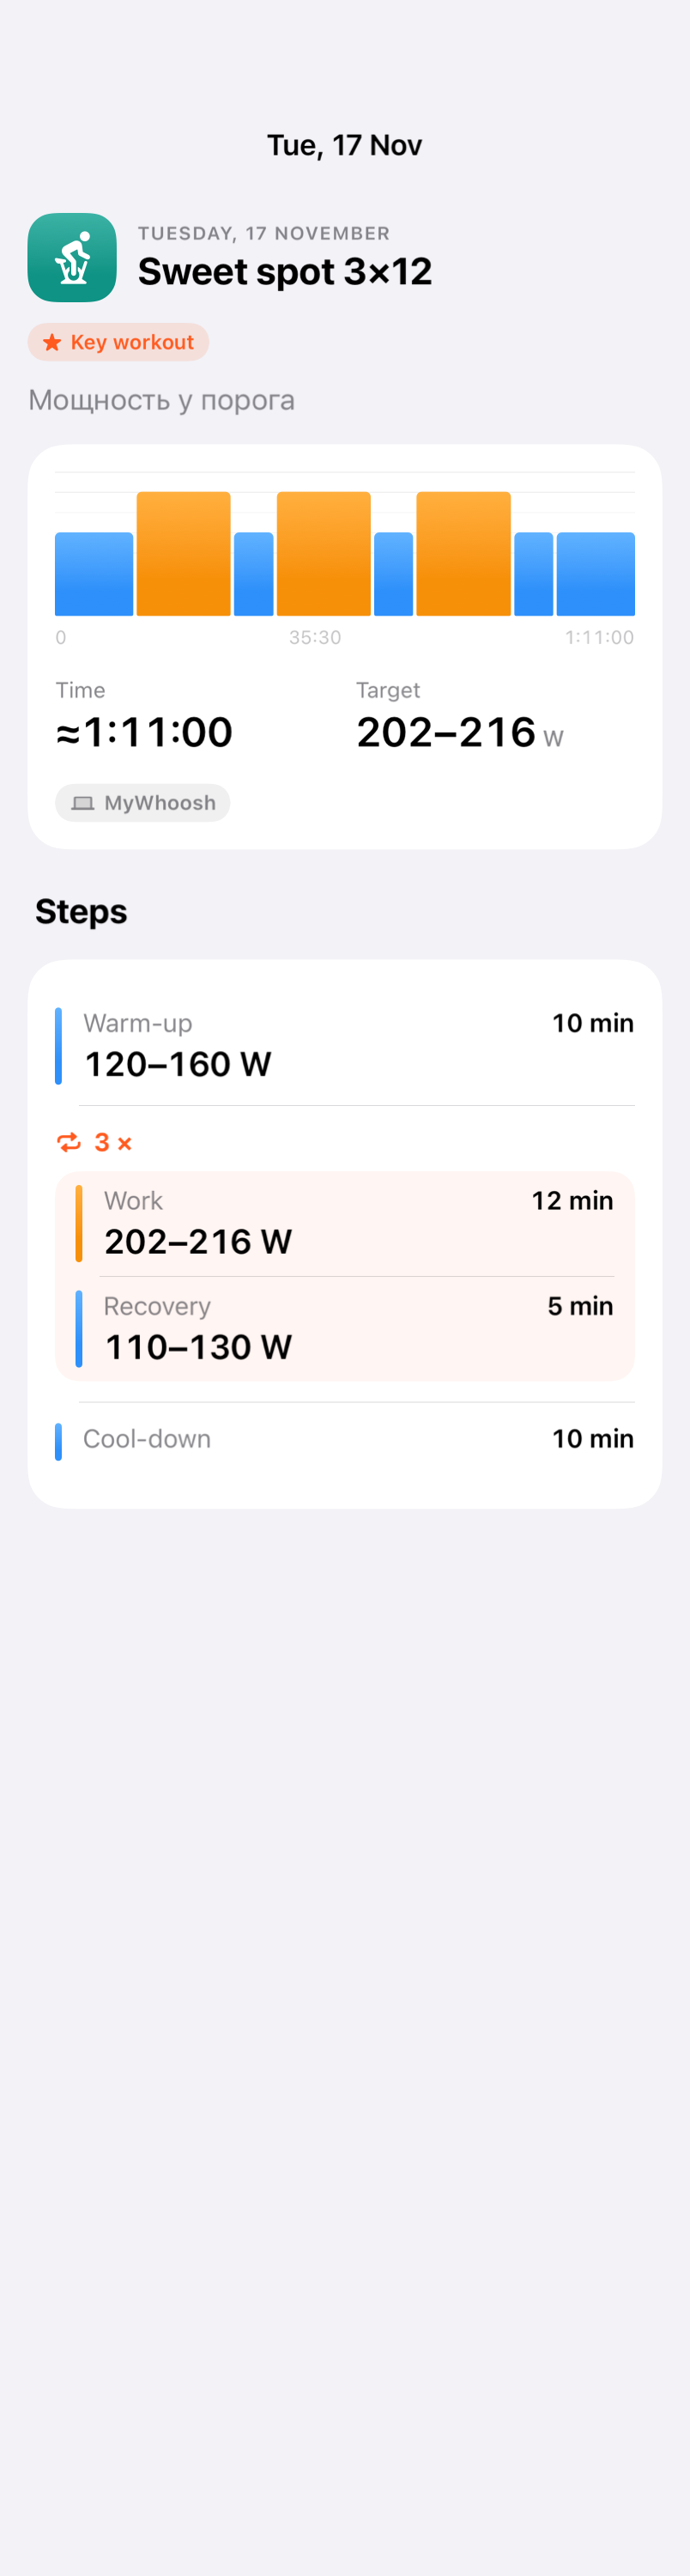 Tue, 17 Nov
TUESDAY, 17 NOVEMBER
Sweet spot 3×12
Key workout
Мощность у порога
0 35:30 1:11:00
Time Target
≈1:11:00 202–216 W
MyWhoosh
Steps
Warm-up 10 min
120–160 W
3 ×
Work 12 min
202–216 W
Recovery 5 min
110–130 W
Cool-down 10 min